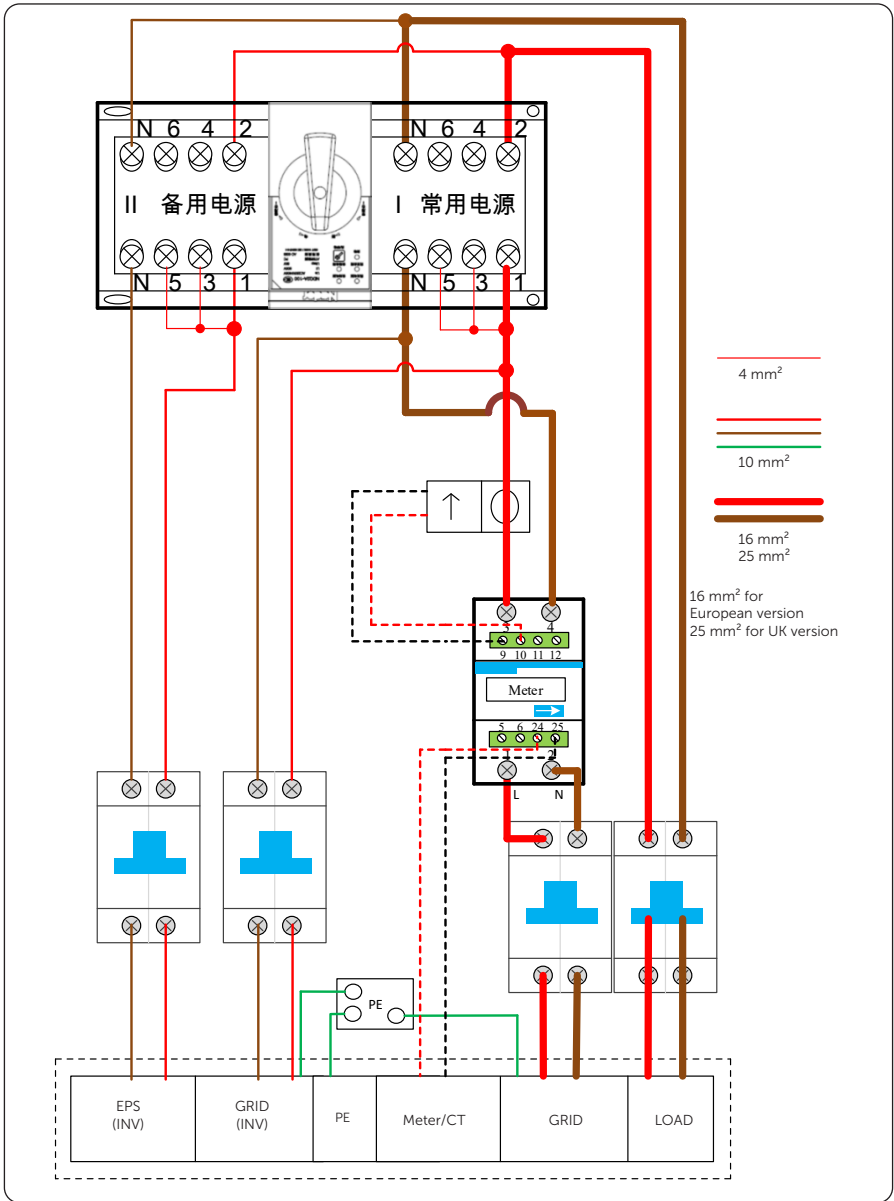 N 6 4 2
N 6 4 2
II 备用电源
I 常用电源
N 5 3 1
N 5 3 1
4 mm²
10 mm²
16 mm²
25 mm²
16 mm² for
European version
25 mm² for UK version
3 4
9 10 11 12
Meter
5 6 24 25
1 2
L N
PE
EPS
(INV)
GRID
(INV)
PE
Meter/CT
GRID
LOAD